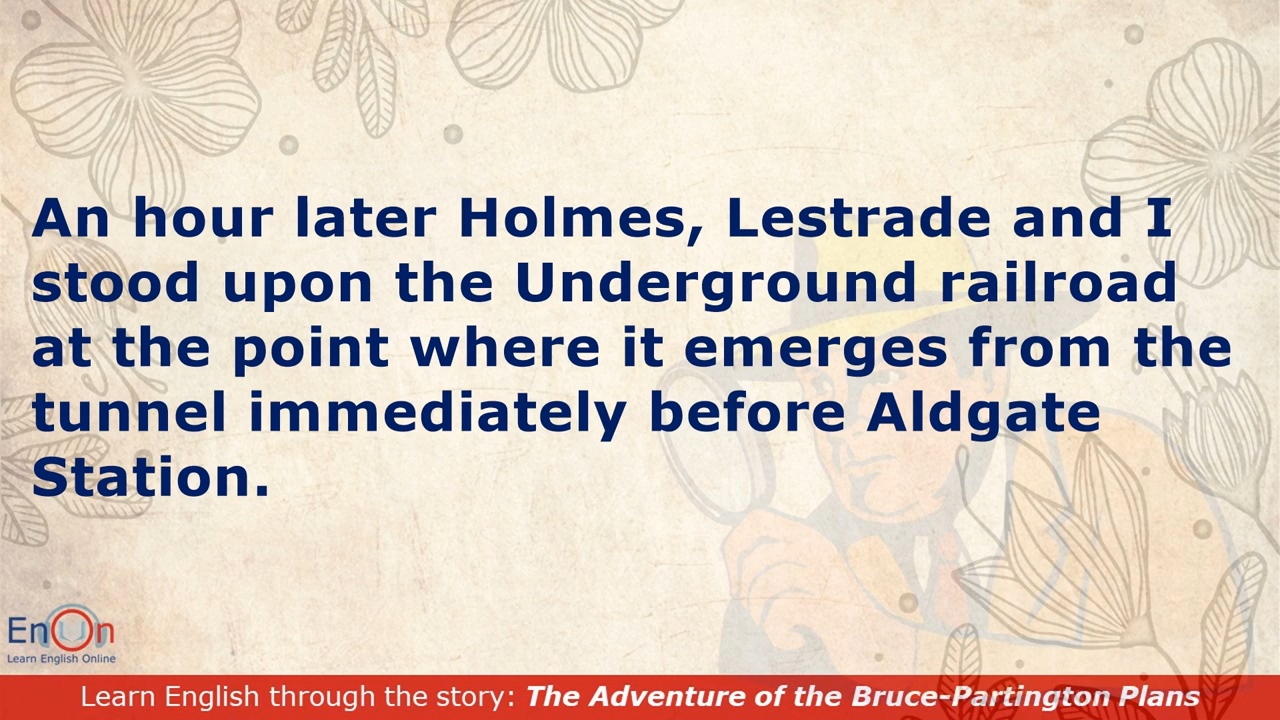 An hour later Holmes, Lestrade and I
stood upon the Underground railroad
at the point where it emerges from the
tunnel immediately before Aldgate
Station.
EnOn
Learn English Online
Learn English through the story: The Adventure of the Bruce-Partington Plans